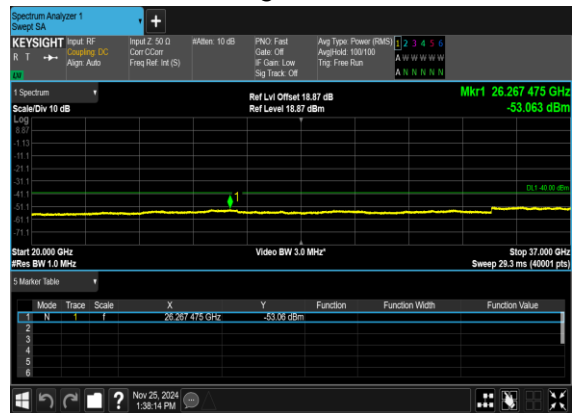 Spectrum Analyzer 1
Swept SA
+
KEYSIGHT Input: RF Input Z: 50 Ω #Atten: 10 dB PNO: Fast Avg Type: Power (RMS) 1 2 3 4 5 6
R T Coupling: DC Corr CCorr Gate: Off Avg|Hold: 100/100 A W W W W W
Align: Auto Freq Ref: Int (S) IF Gain: Low Trig: Free Run
Sig Track: Off A N N N N N
LXI
1 Spectrum Ref Lvl Offset 18.87 dB Mkr1 26.267 475 GHz
Scale/Div 10 dB Ref Level 18.87 dBm -53.063 dBm
Log
8.87
-1.13
-11.1
-21.1
-31.1
DL1 -40.00 dBm
-41.1
1
-51.1
-61.1
-71.1
Start 20.000 GHz Video BW 3.0 MHz* Stop 37.000 GHz
#Res BW 1.0 MHz Sweep 29.3 ms (40001 pts)
5 Marker Table
Mode Trace Scale X Y Function Function Width Function Value
1 N 1 f 26.267 475 GHz -53.06 dBm
2
3
4
5
6
? Nov 25, 2024
1:38:14 PM